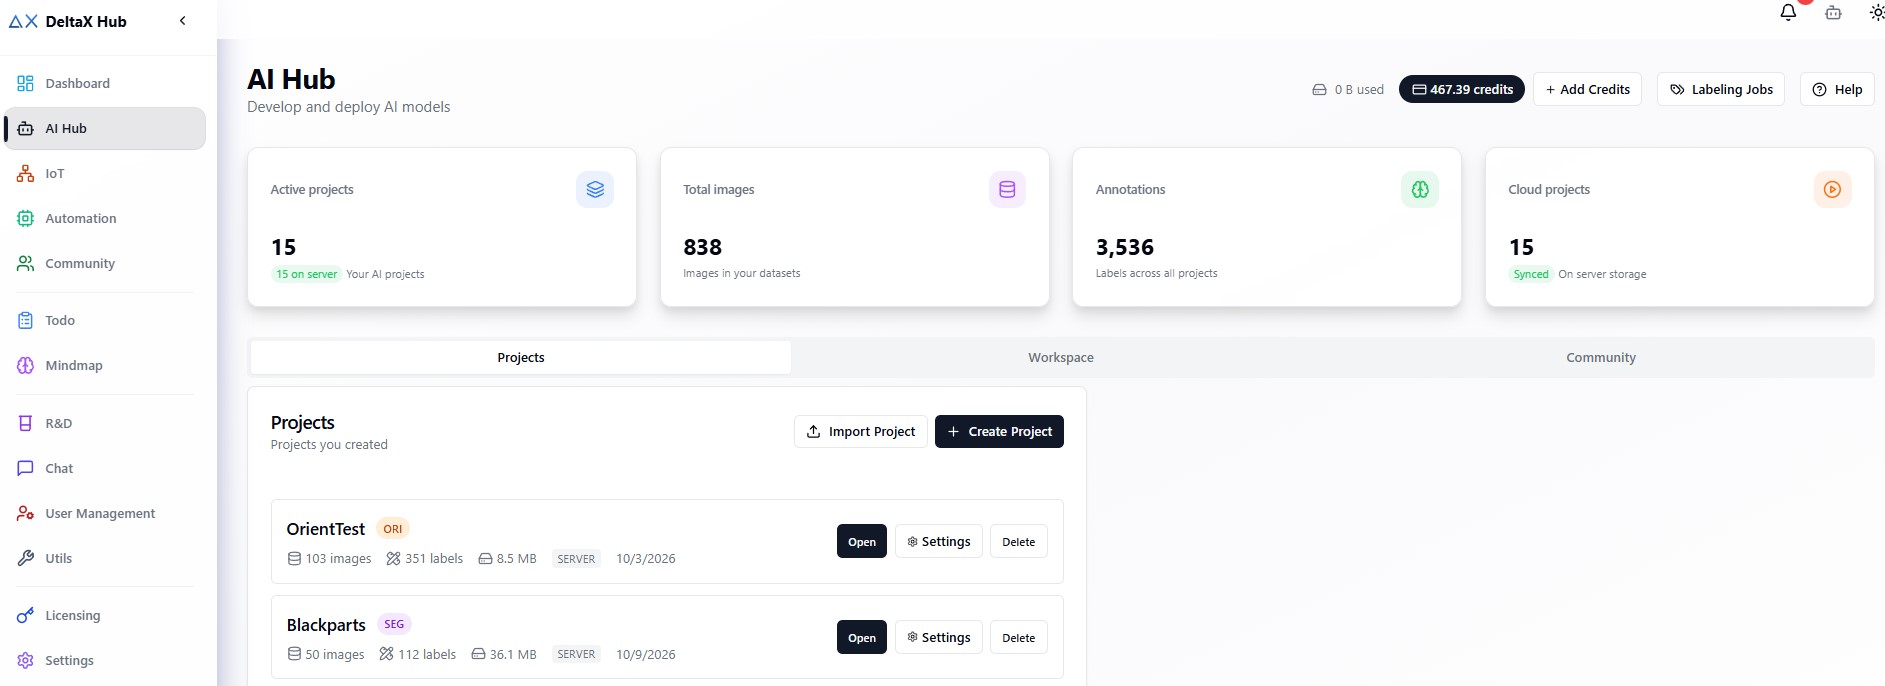 DeltaX Hub
Dashboard
AI Hub
IoT
Automation
Community
Todo
Mindmap
R&D
Chat
User Management
Utils
Licensing
Settings
AI Hub
Develop and deploy AI models
0 B used
467.39 credits
+ Add Credits
Labeling Jobs
Help
Active projects
15
15 on server Your AI projects
Total images
838
Images in your datasets
Annotations
3,536
Labels across all projects
Cloud projects
15
Synced On server storage
Projects
Workspace
Community
Projects
Projects you created
Import Project
+ Create Project
OrientTest ORI
103 images 351 labels 8.5 MB SERVER 10/3/2026
Open Settings Delete
Blackparts SEG
50 images 112 labels 36.1 MB SERVER 10/9/2026
Open Settings Delete